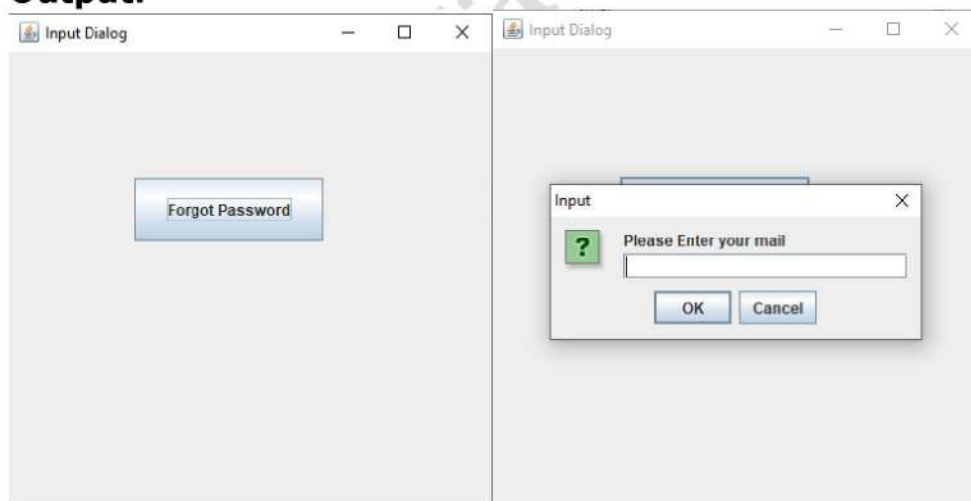 Output:
Input Dialog
Forgot Password
Input Dialog
Input
?
Please Enter your mail
OK
Cancel